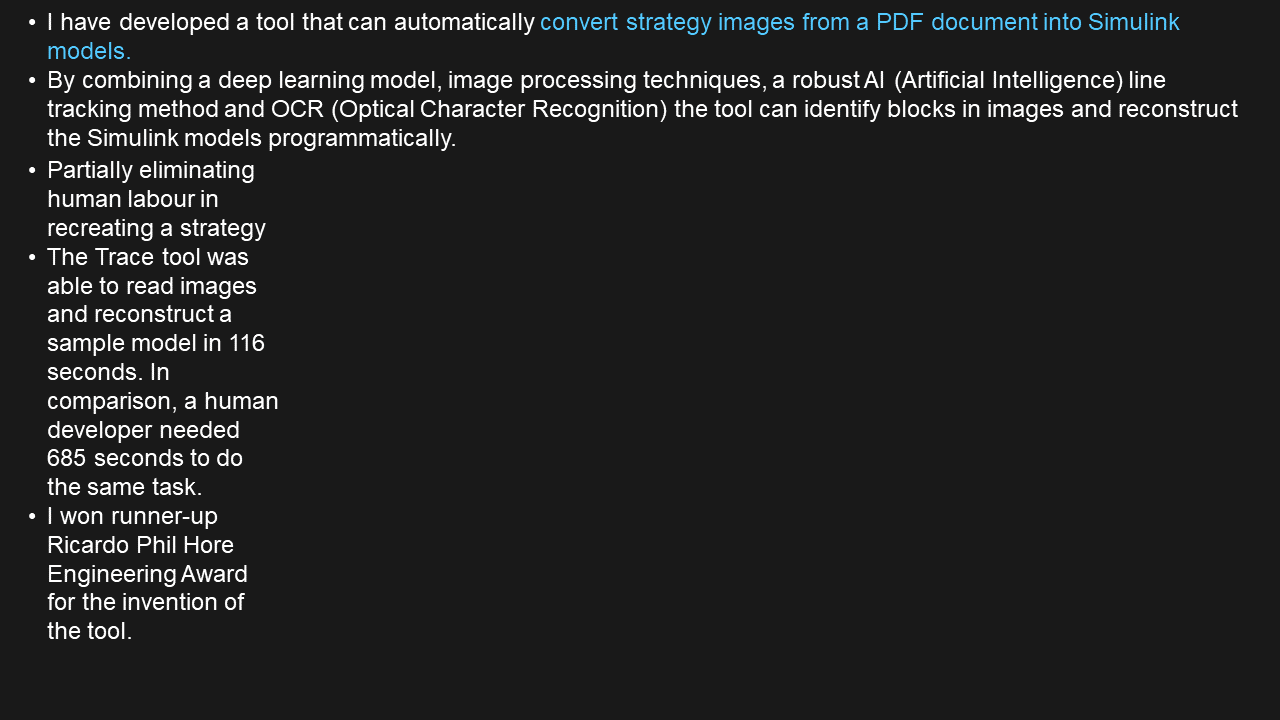 • I have developed a tool that can automatically convert strategy images from a PDF document into Simulink
models.
• By combining a deep learning model, image processing techniques, a robust AI (Artificial Intelligence) line
tracking method and OCR (Optical Character Recognition) the tool can identify blocks in images and reconstruct
the Simulink models programmatically.
• Partially eliminating
human labour in
recreating a strategy
• The Trace tool was
able to read images
and reconstruct a
sample model in 116
seconds. In
comparison, a human
developer needed
685 seconds to do
the same task.
• I won runner-up
Ricardo Phil Hore
Engineering Award
for the invention of
the tool.